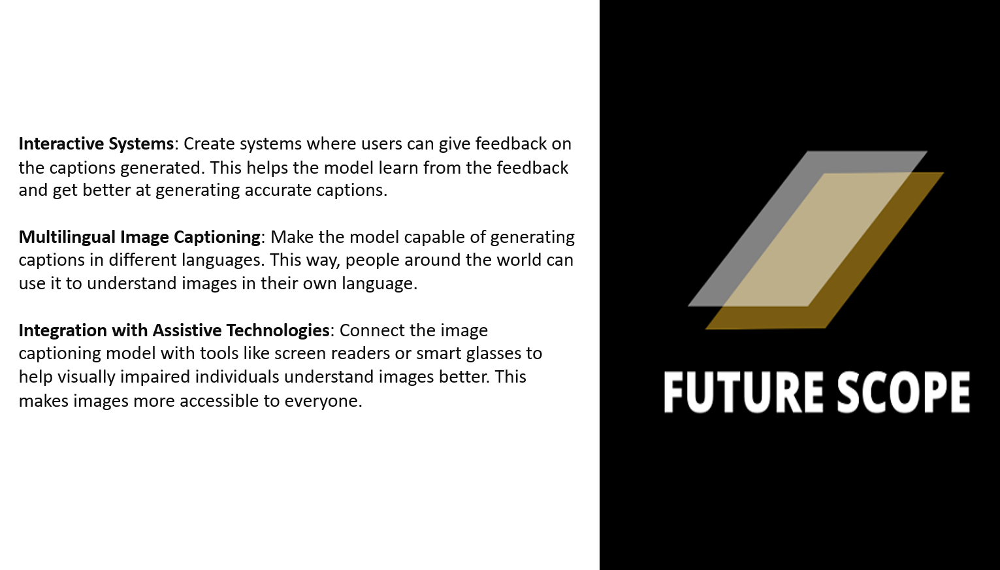 Interactive Systems: Create systems where users can give feedback on
the captions generated. This helps the model learn from the feedback
and get better at generating accurate captions.
Multilingual Image Captioning: Make the model capable of generating
captions in different languages. This way, people around the world can
use it to understand images in their own language.
Integration with Assistive Technologies: Connect the image
captioning model with tools like screen readers or smart glasses to
help visually impaired individuals understand images better. This
makes images more accessible to everyone.
FUTURE SCOPE